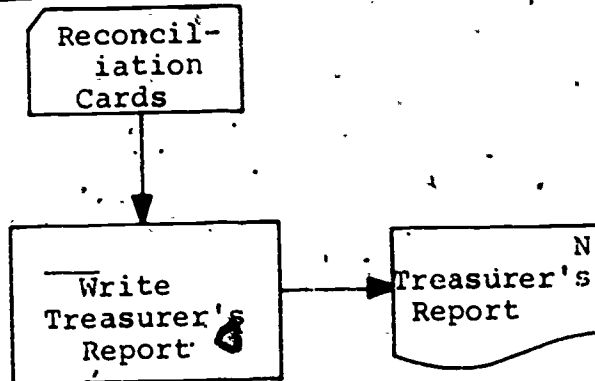 Reconcil-
iation
Cards
Write
Treasurer's
Report
N
Treasurer's
Report